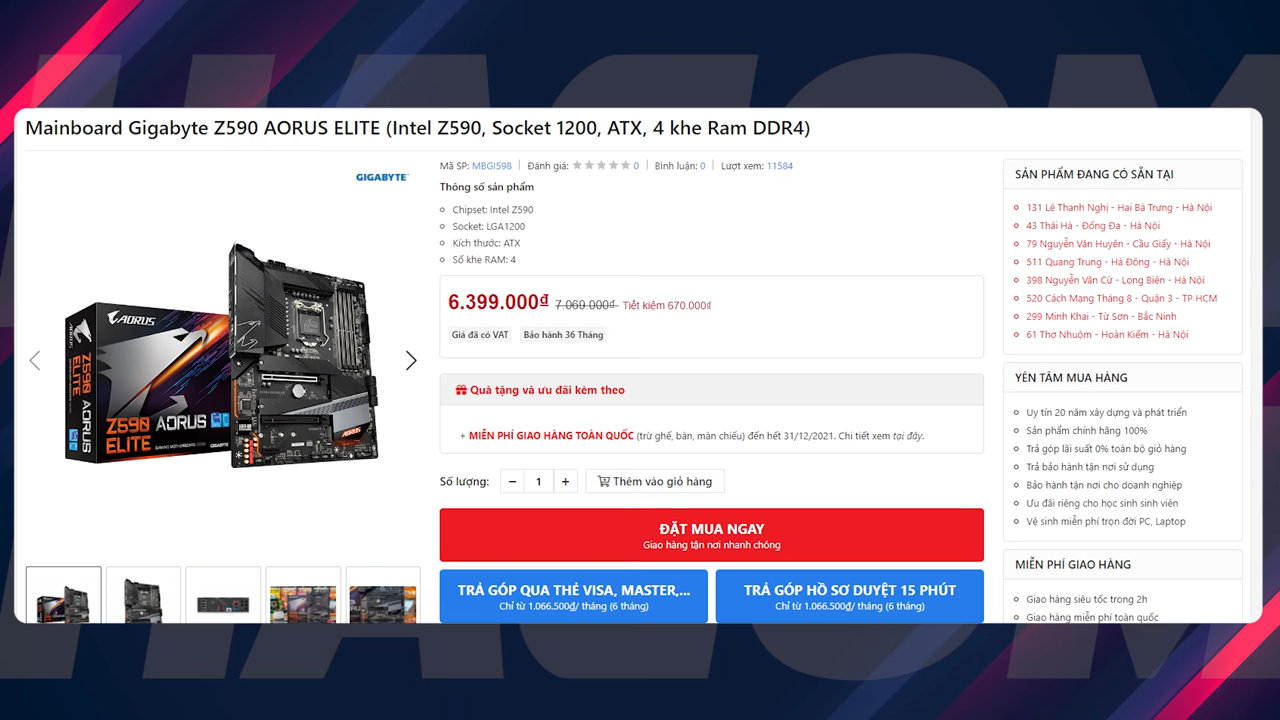 HACOM
Mainboard Gigabyte Z590 AORUS ELITE (Intel Z590, Socket 1200, ATX, 4 khe Ram DDR4)
GIGABYTE™
AORUS
Z590 ELITE AORUS
Z590 AORUS
ELITE
Mã SP: MBGI598 | Đánh giá: ★★★★★ 0 | Bình luận: 0 | Lượt xem: 11584
Thông số sản phẩm
Chipset: Intel Z590
Socket: LGA1200
Kích thước: ATX
Số khe RAM: 4
6.399.000₫ 7.069.000₫ Tiết kiệm 670.000₫
Giá đã có VAT Bảo hành 36 Tháng
Quà tặng và ưu đãi kèm theo
+ MIỄN PHÍ GIAO HÀNG TOÀN QUỐC (trừ ghế, bàn, màn chiếu) đến hết 31/12/2021. Chi tiết xem tại đây.
Số lượng: − 1 + Thêm vào giỏ hàng
ĐẶT MUA NGAY
Giao hàng tận nơi nhanh chóng
TRẢ GÓP QUA THẺ VISA, MASTER,...
Chỉ từ 1.066.500₫/ tháng (6 tháng)
TRẢ GÓP HỒ SƠ DUYỆT 15 PHÚT
Chỉ từ 1.066.500₫/ tháng (6 tháng)
SẢN PHẨM ĐANG CÓ SẴN TẠI
131 Lê Thanh Nghị - Hai Bà Trưng - Hà Nội
43 Thái Hà - Đống Đa - Hà Nội
79 Nguyễn Văn Huyên - Cầu Giấy - Hà Nội
511 Quang Trung - Hà Đông - Hà Nội
398 Nguyễn Văn Cừ - Long Biên - Hà Nội
520 Cách Mạng Tháng 8 - Quận 3 - TP HCM
299 Minh Khai - Từ Sơn - Bắc Ninh
61 Thợ Nhuộm - Hoàn Kiếm - Hà Nội
YÊN TÂM MUA HÀNG
Uy tín 20 năm xây dựng và phát triển
Sản phẩm chính hãng 100%
Trả góp lãi suất 0% toàn bộ giỏ hàng
Trả bảo hành tận nơi sử dụng
Bảo hành tận nơi cho doanh nghiệp
Ưu đãi riêng cho học sinh sinh viên
Vệ sinh miễn phí trọn đời PC, Laptop
MIỄN PHÍ GIAO HÀNG
Giao hàng siêu tốc trong 2h
Giao hàng miễn phí toàn quốc